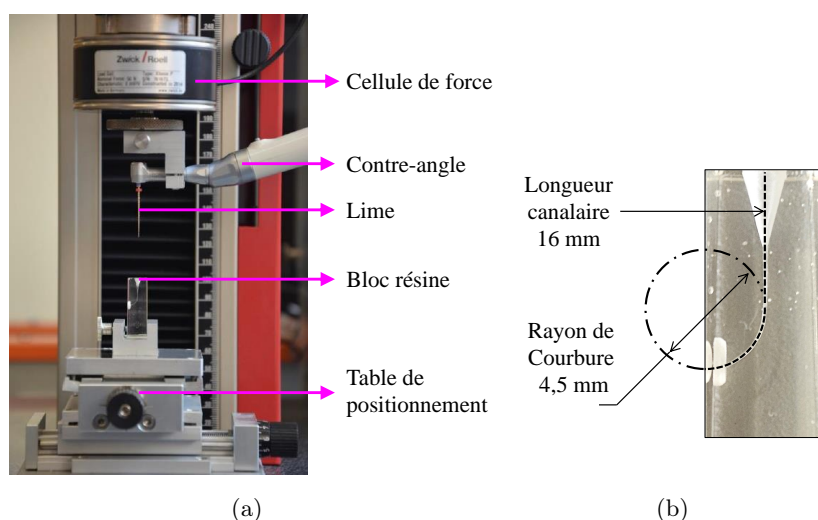 Zwick / Roell
Cellule de force
Contre-angle
Lime
Bloc résine
Table de
positionnement
(a)
Longueur
canalaire
16 mm
Rayon de
Courbure
4,5 mm
(b)